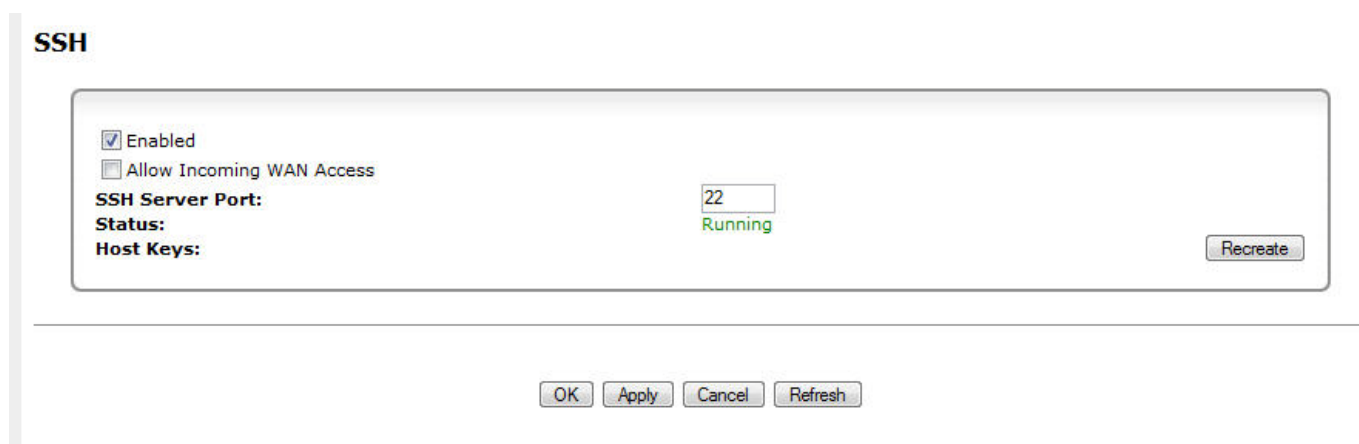 SSH
Enabled
Allow Incoming WAN Access
SSH Server Port: 22
Status: Running
Host Keys: Recreate
OK Apply Cancel Refresh